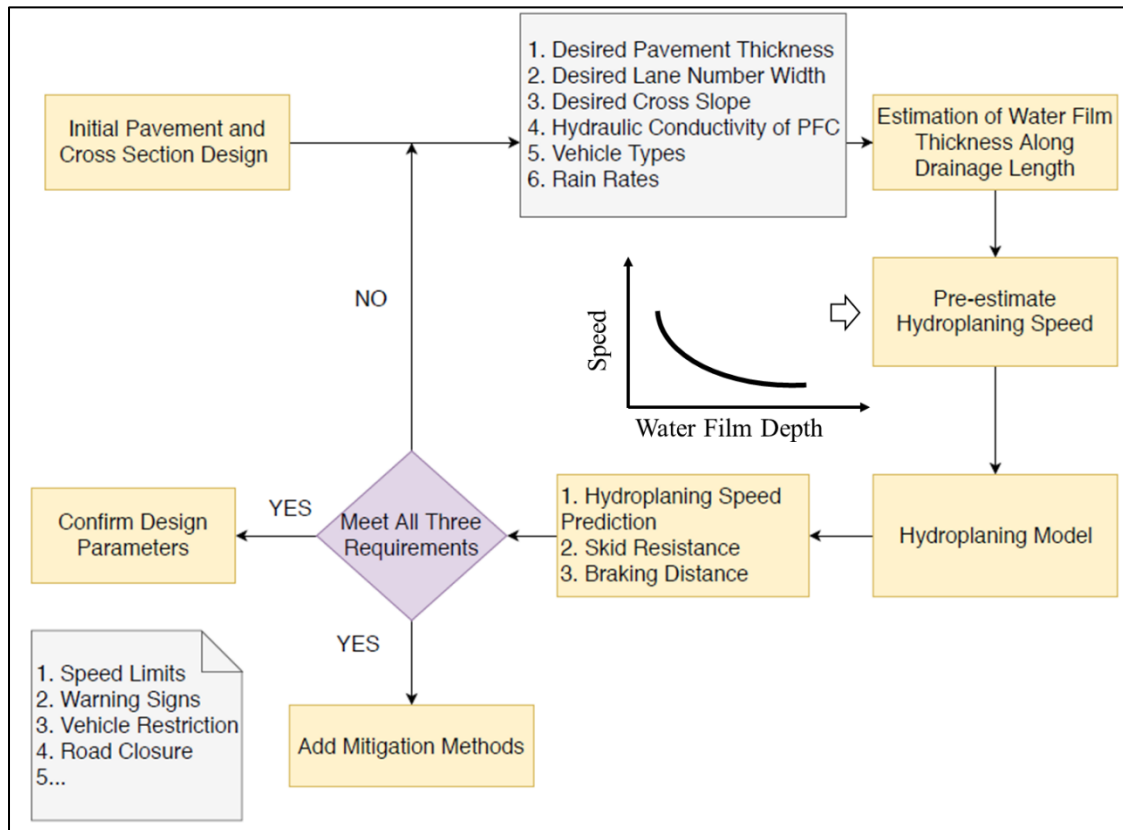 Initial Pavement and
Cross Section Design
1. Desired Pavement Thickness
2. Desired Lane Number Width
3. Desired Cross Slope
4. Hydraulic Conductivity of PFC
5. Vehicle Types
6. Rain Rates
Estimation of Water Film
Thickness Along
Drainage Length
NO
Speed
Water Film Depth
Pre-estimate
Hydroplaning Speed
Confirm Design
Parameters
YES
Meet All Three
Requirements
1. Hydroplaning Speed
Prediction
2. Skid Resistance
3. Braking Distance
Hydroplaning Model
YES
1. Speed Limits
2. Warning Signs
3. Vehicle Restriction
4. Road Closure
5...
Add Mitigation Methods